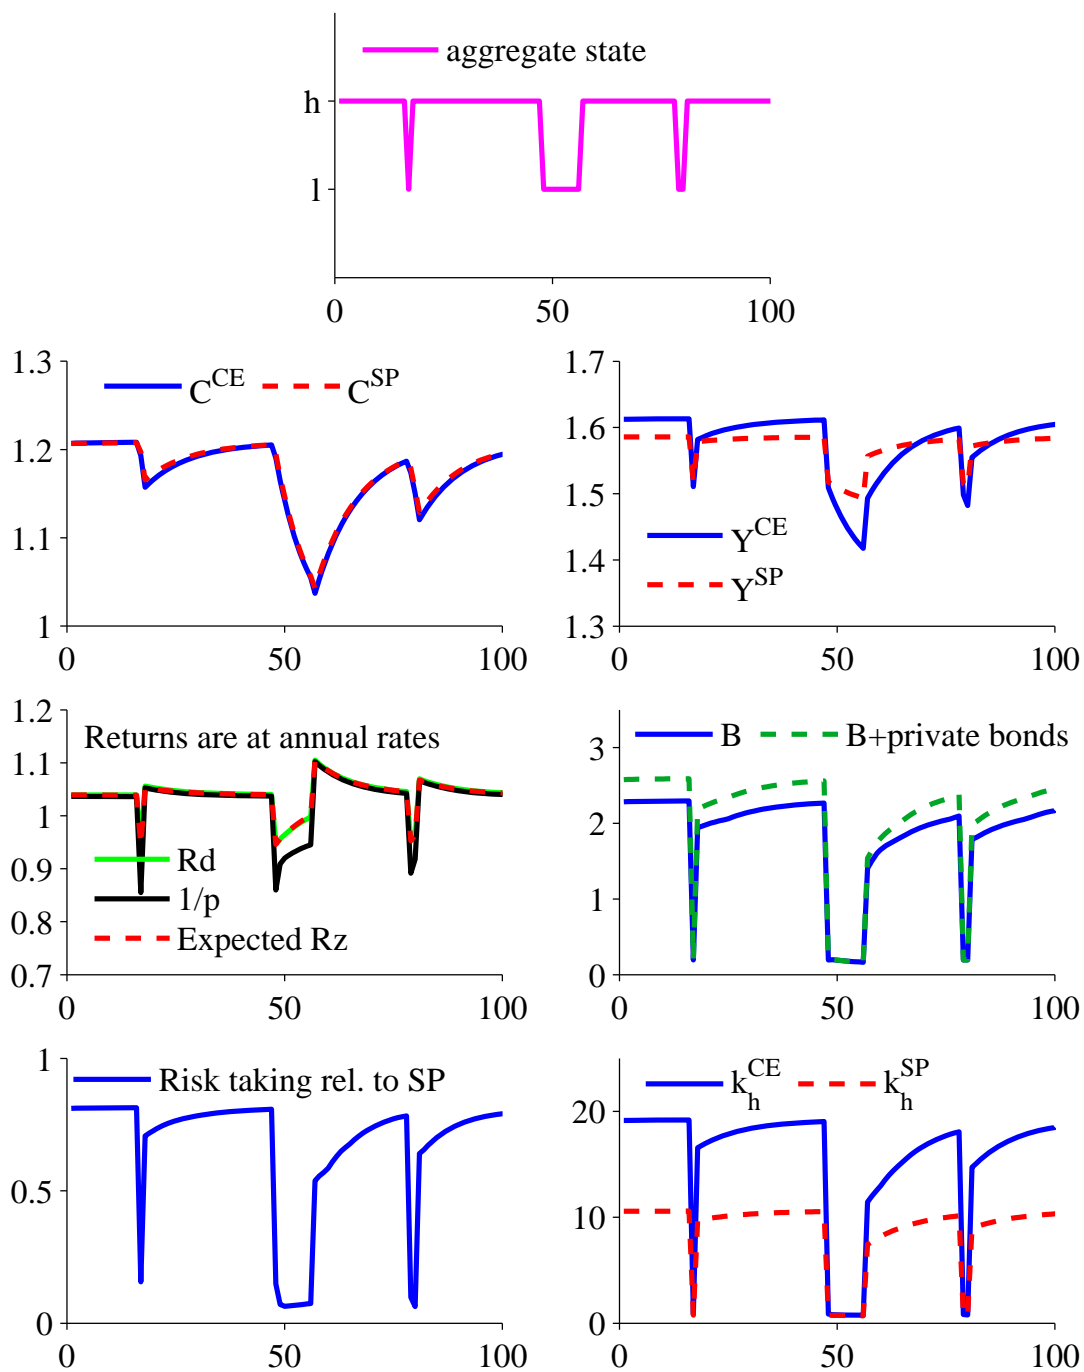 aggregate state
h
l
0 50 100
1.3
C^CE C^SP
1.2
1.1
1
0 50 100
1.7
1.6
1.5
Y^CE
1.4
Y^SP
1.3
0 50 100
1.2
Returns are at annual rates
1.1
1.0
0.9
Rd
1/p
0.8
Expected Rz
0.7
0 50 100
B B+private bonds
3
2
1
0
0 50 100
1
Risk taking rel. to SP
0.5
0
0 50 100
k_h^CE k_h^SP
20
10
0
0 50 100